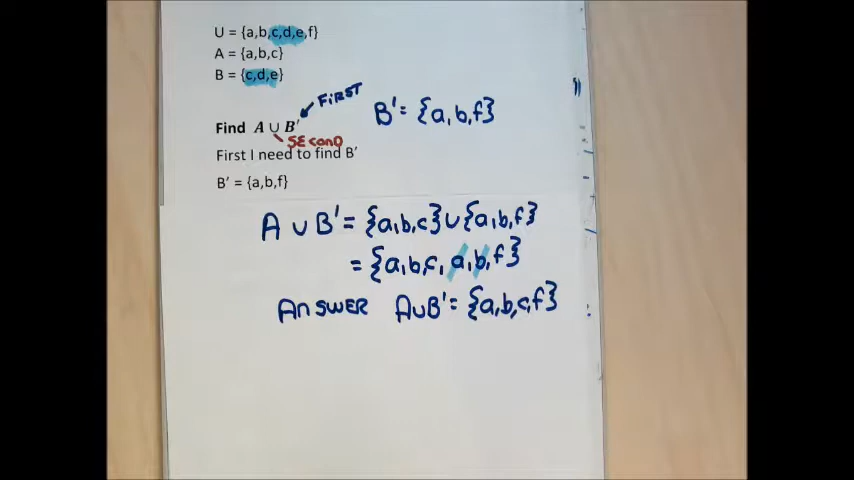 U = {a,b,c,d,e,f}
A = {a,b,c}
B = {c,d,e}
FIRST
B' = {a,b,f}
Find A ∪ B'
SECOND
First I need to find B'
B' = {a,b,f}
A ∪ B' = {a,b,c} ∪ {a,b,f}
= {a,b,c, a,b,f}
ANSWER A∪B' = {a,b,c,f}